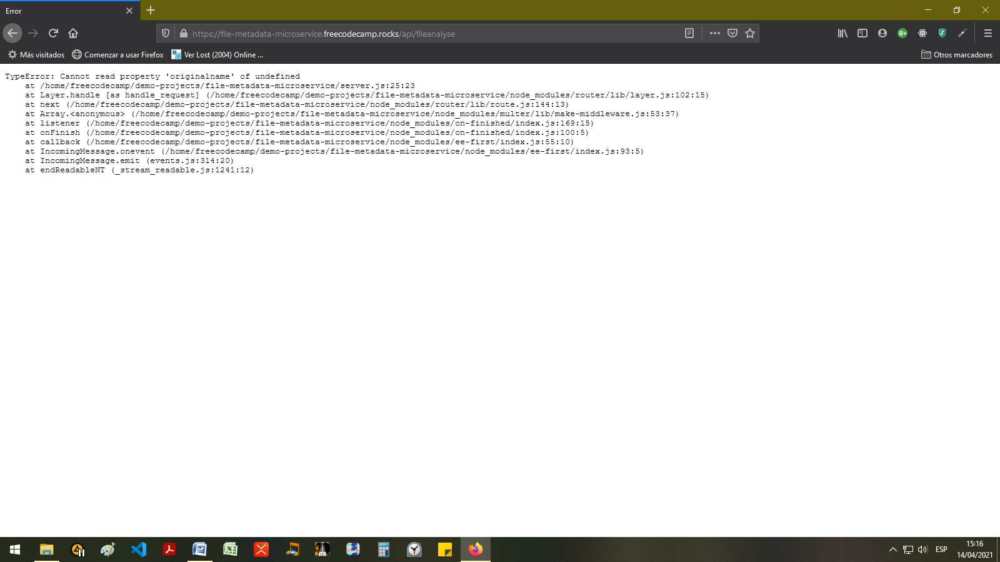 Error
https://file-metadata-microservice.freecodecamp.rocks/api/fileanalyse
Más visitados
Comenzar a usar Firefox
Ver Lost (2004) Online ...
Otros marcadores
TypeError: Cannot read property 'originalname' of undefined
    at /home/freecodecamp/demo-projects/file-metadata-microservice/server.js:25:23
    at Layer.handle [as handle_request] (/home/freecodecamp/demo-projects/file-metadata-microservice/node_modules/router/lib/layer.js:102:15)
    at next (/home/freecodecamp/demo-projects/file-metadata-microservice/node_modules/router/lib/route.js:144:13)
    at Array.<anonymous> (/home/freecodecamp/demo-projects/file-metadata-microservice/node_modules/multer/lib/make-middleware.js:53:37)
    at listener (/home/freecodecamp/demo-projects/file-metadata-microservice/node_modules/on-finished/index.js:169:15)
    at onFinish (/home/freecodecamp/demo-projects/file-metadata-microservice/node_modules/on-finished/index.js:100:5)
    at callback (/home/freecodecamp/demo-projects/file-metadata-microservice/node_modules/ee-first/index.js:55:10)
    at IncomingMessage.onevent (/home/freecodecamp/demo-projects/file-metadata-microservice/node_modules/ee-first/index.js:93:5)
    at IncomingMessage.emit (events.js:314:20)
    at endReadableNT (_stream_readable.js:1241:12)
ESP
15:16
14/04/2021